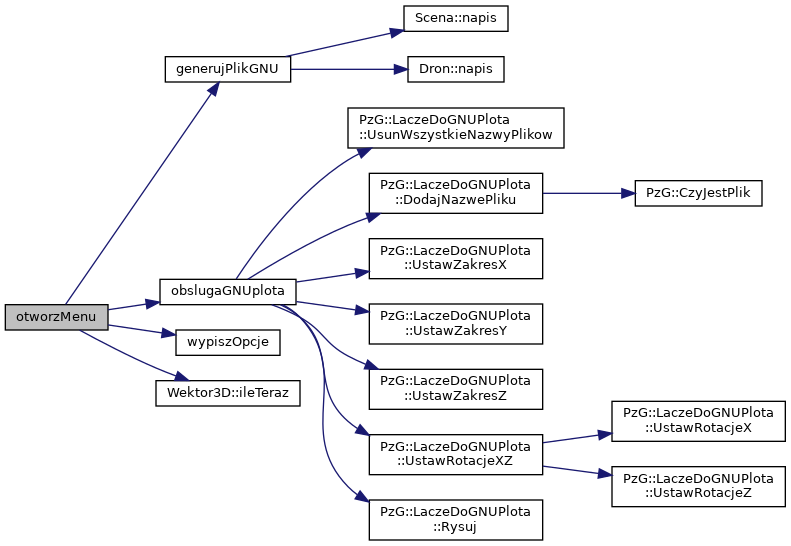 otworzMenu
generujPlikGNU
Scena::napis
Dron::napis
obslugaGNUplota
PzG::LaczeDoGNUPlota
::UsunWszystkieNazwyPlikow
PzG::LaczeDoGNUPlota
::DodajNazwePliku
PzG::CzyJestPlik
PzG::LaczeDoGNUPlota
::UstawZakresX
PzG::LaczeDoGNUPlota
::UstawZakresY
PzG::LaczeDoGNUPlota
::UstawZakresZ
PzG::LaczeDoGNUPlota
::UstawRotacjeXZ
PzG::LaczeDoGNUPlota
::UstawRotacjeX
PzG::LaczeDoGNUPlota
::UstawRotacjeZ
PzG::LaczeDoGNUPlota
::Rysuj
wypiszOpcje
Wektor3D::ileTeraz